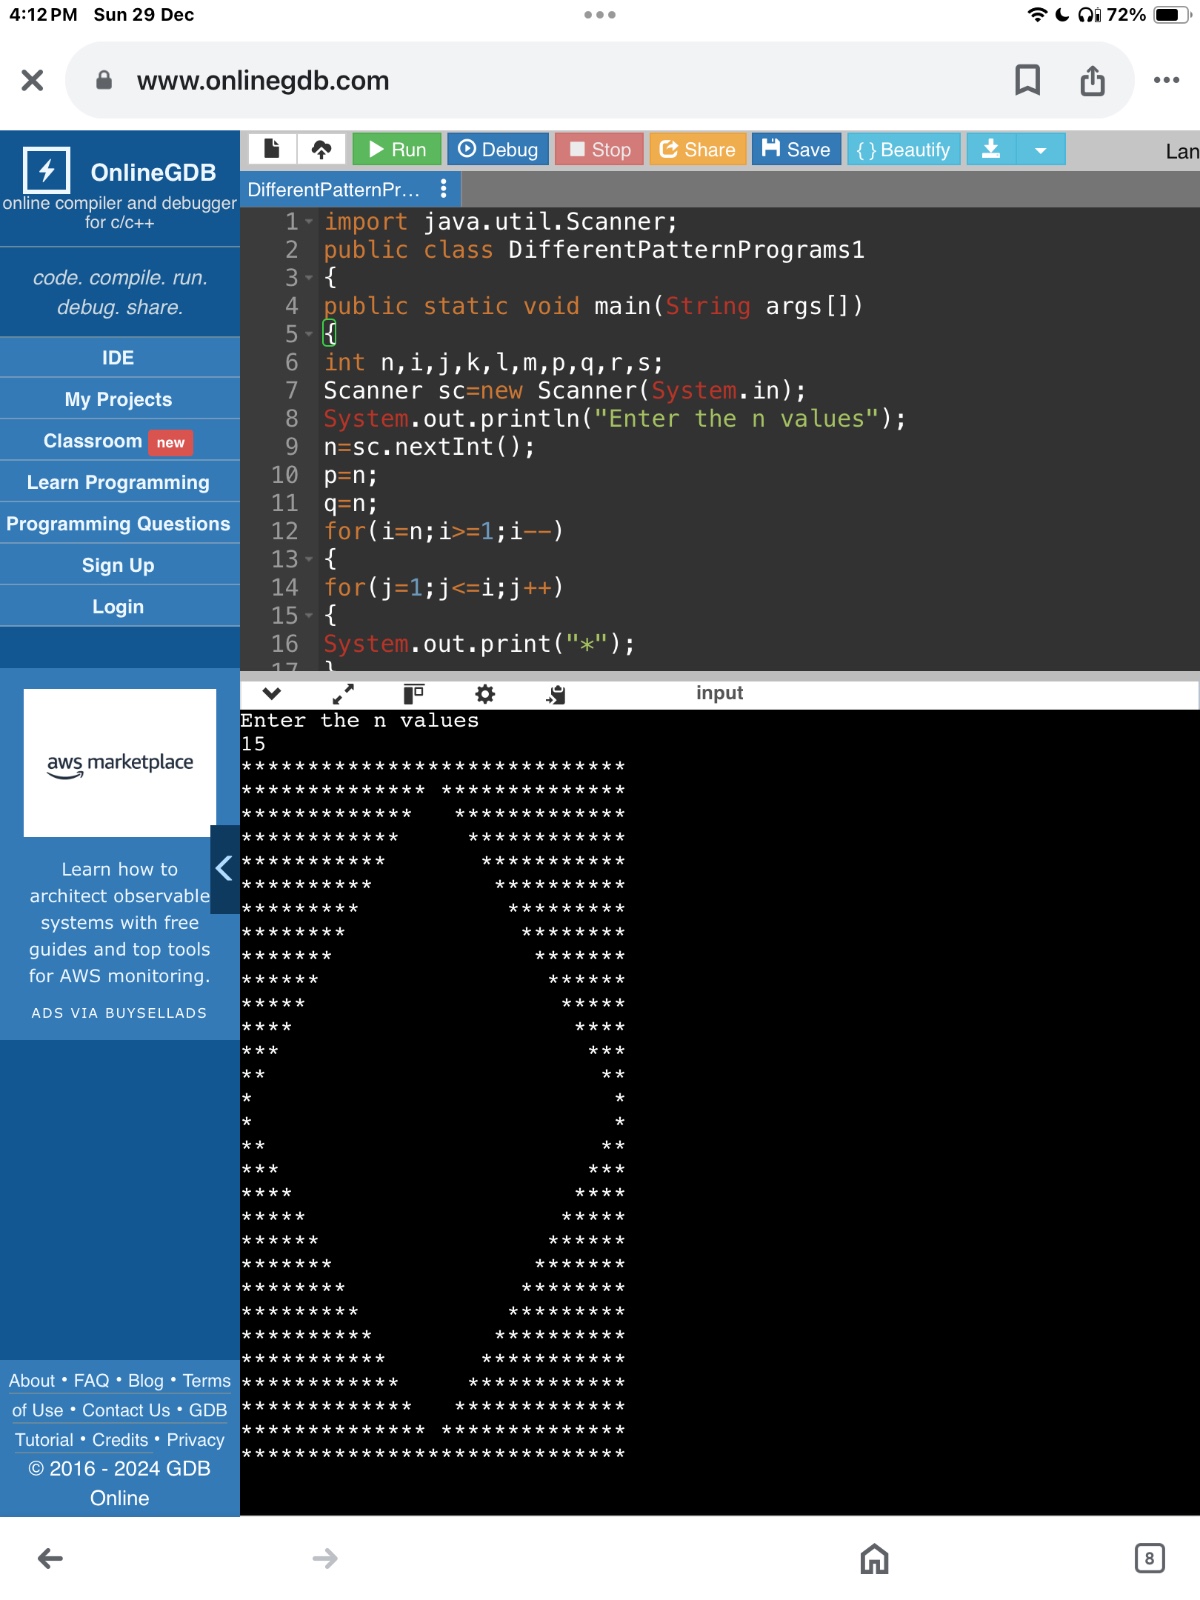 4:12 PM Sun 29 Dec
72%
www.onlinegdb.com
OnlineGDB
online compiler and debugger
for c/c++
code. compile. run.
debug. share.
IDE
My Projects
Classroom new
Learn Programming
Programming Questions
Sign Up
Login
aws marketplace
Learn how to
architect observable
systems with free
guides and top tools
for AWS monitoring.
ADS VIA BUYSELLADS
About • FAQ • Blog • Terms
of Use • Contact Us • GDB
Tutorial • Credits • Privacy
© 2016 - 2024 GDB
Online
Run Debug Stop Share Save { } Beautify Lan
DifferentPatternPr...
1 import java.util.Scanner;
2 public class DifferentPatternPrograms1
3 {
4 public static void main(String args[])
5 {
6 int n,i,j,k,l,m,p,q,r,s;
7 Scanner sc=new Scanner(System.in);
8 System.out.println("Enter the n values");
9 n=sc.nextInt();
10 p=n;
11 q=n;
12 for(i=n;i>=1;i--)
13 {
14 for(j=1;j<=i;j++)
15 {
16 System.out.print("*");
17 }
input
Enter the n values
15
*****************************
************** **************
*************   *************
************     ************
***********       ***********
**********         **********
*********           *********
********             ********
*******               *******
******                 ******
*****                   *****
****                     ****
***                       ***
**                         **
*                           *
*                           *
**                         **
***                       ***
****                     ****
*****                   *****
******                 ******
*******               *******
********             ********
*********           *********
**********         **********
***********       ***********
************     ************
*************   *************
************** **************
*****************************
8